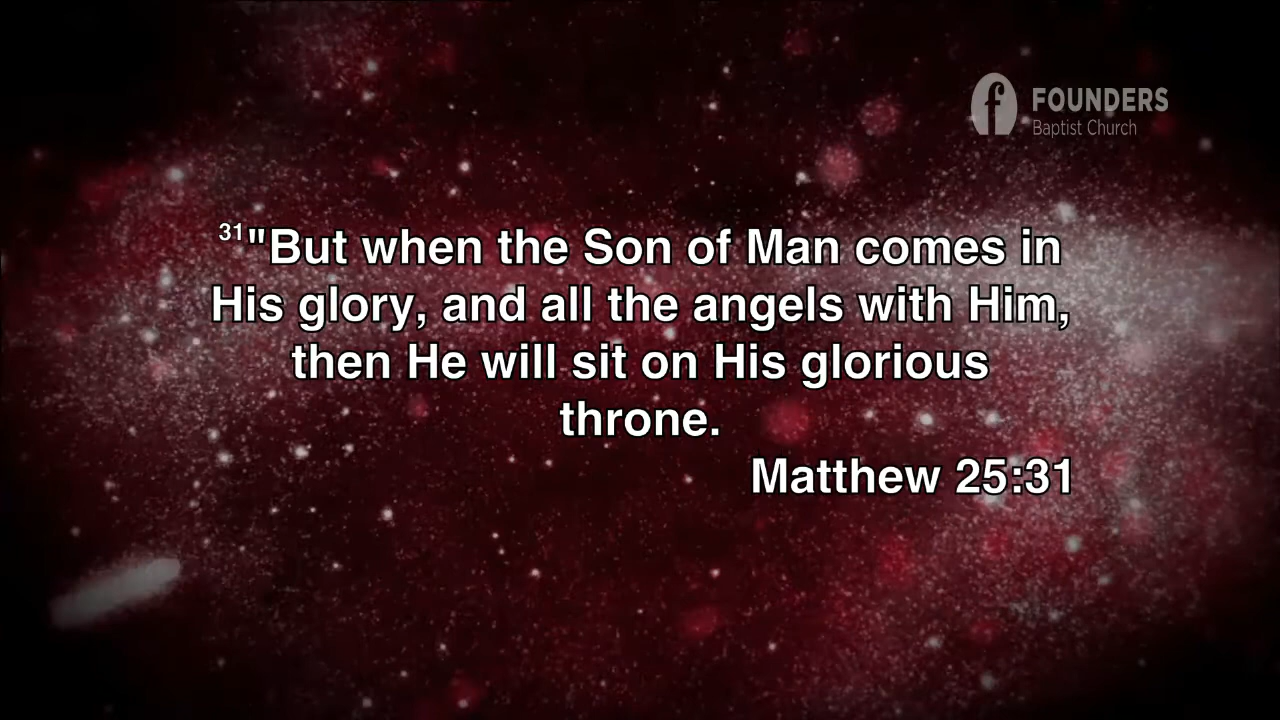 FOUNDERS
Baptist Church
31"But when the Son of Man comes in
His glory, and all the angels with Him,
then He will sit on His glorious
throne.
Matthew 25:31